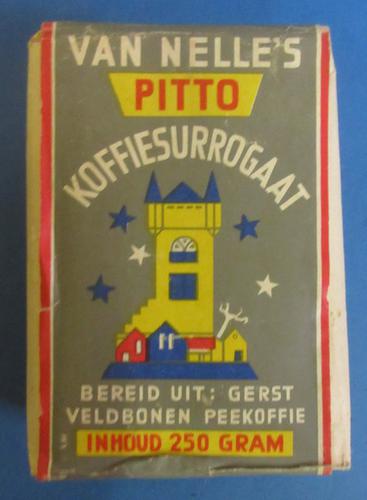 VAN NELLE'S
PITTO
KOFFIESURROGAAT
BEREID UIT: GERST
VELDBONEN PEEKOFFIE
INHOUD 250 GRAM